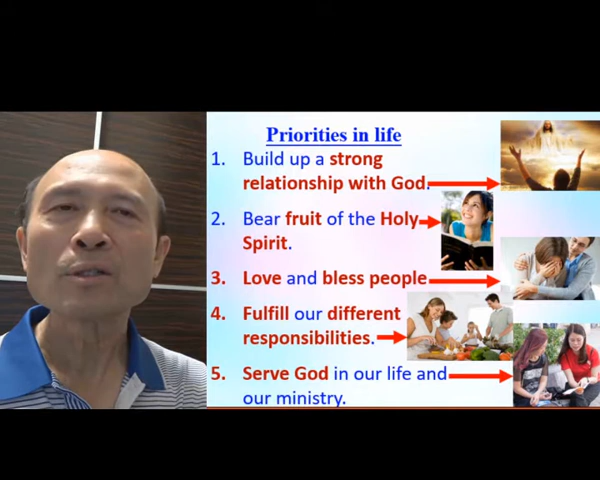 Priorities in life
1. Build up a strong
relationship with God.
2. Bear fruit of the Holy
Spirit.
3. Love and bless people
4. Fulfill our different
responsibilities.
5. Serve God in our life and
our ministry.